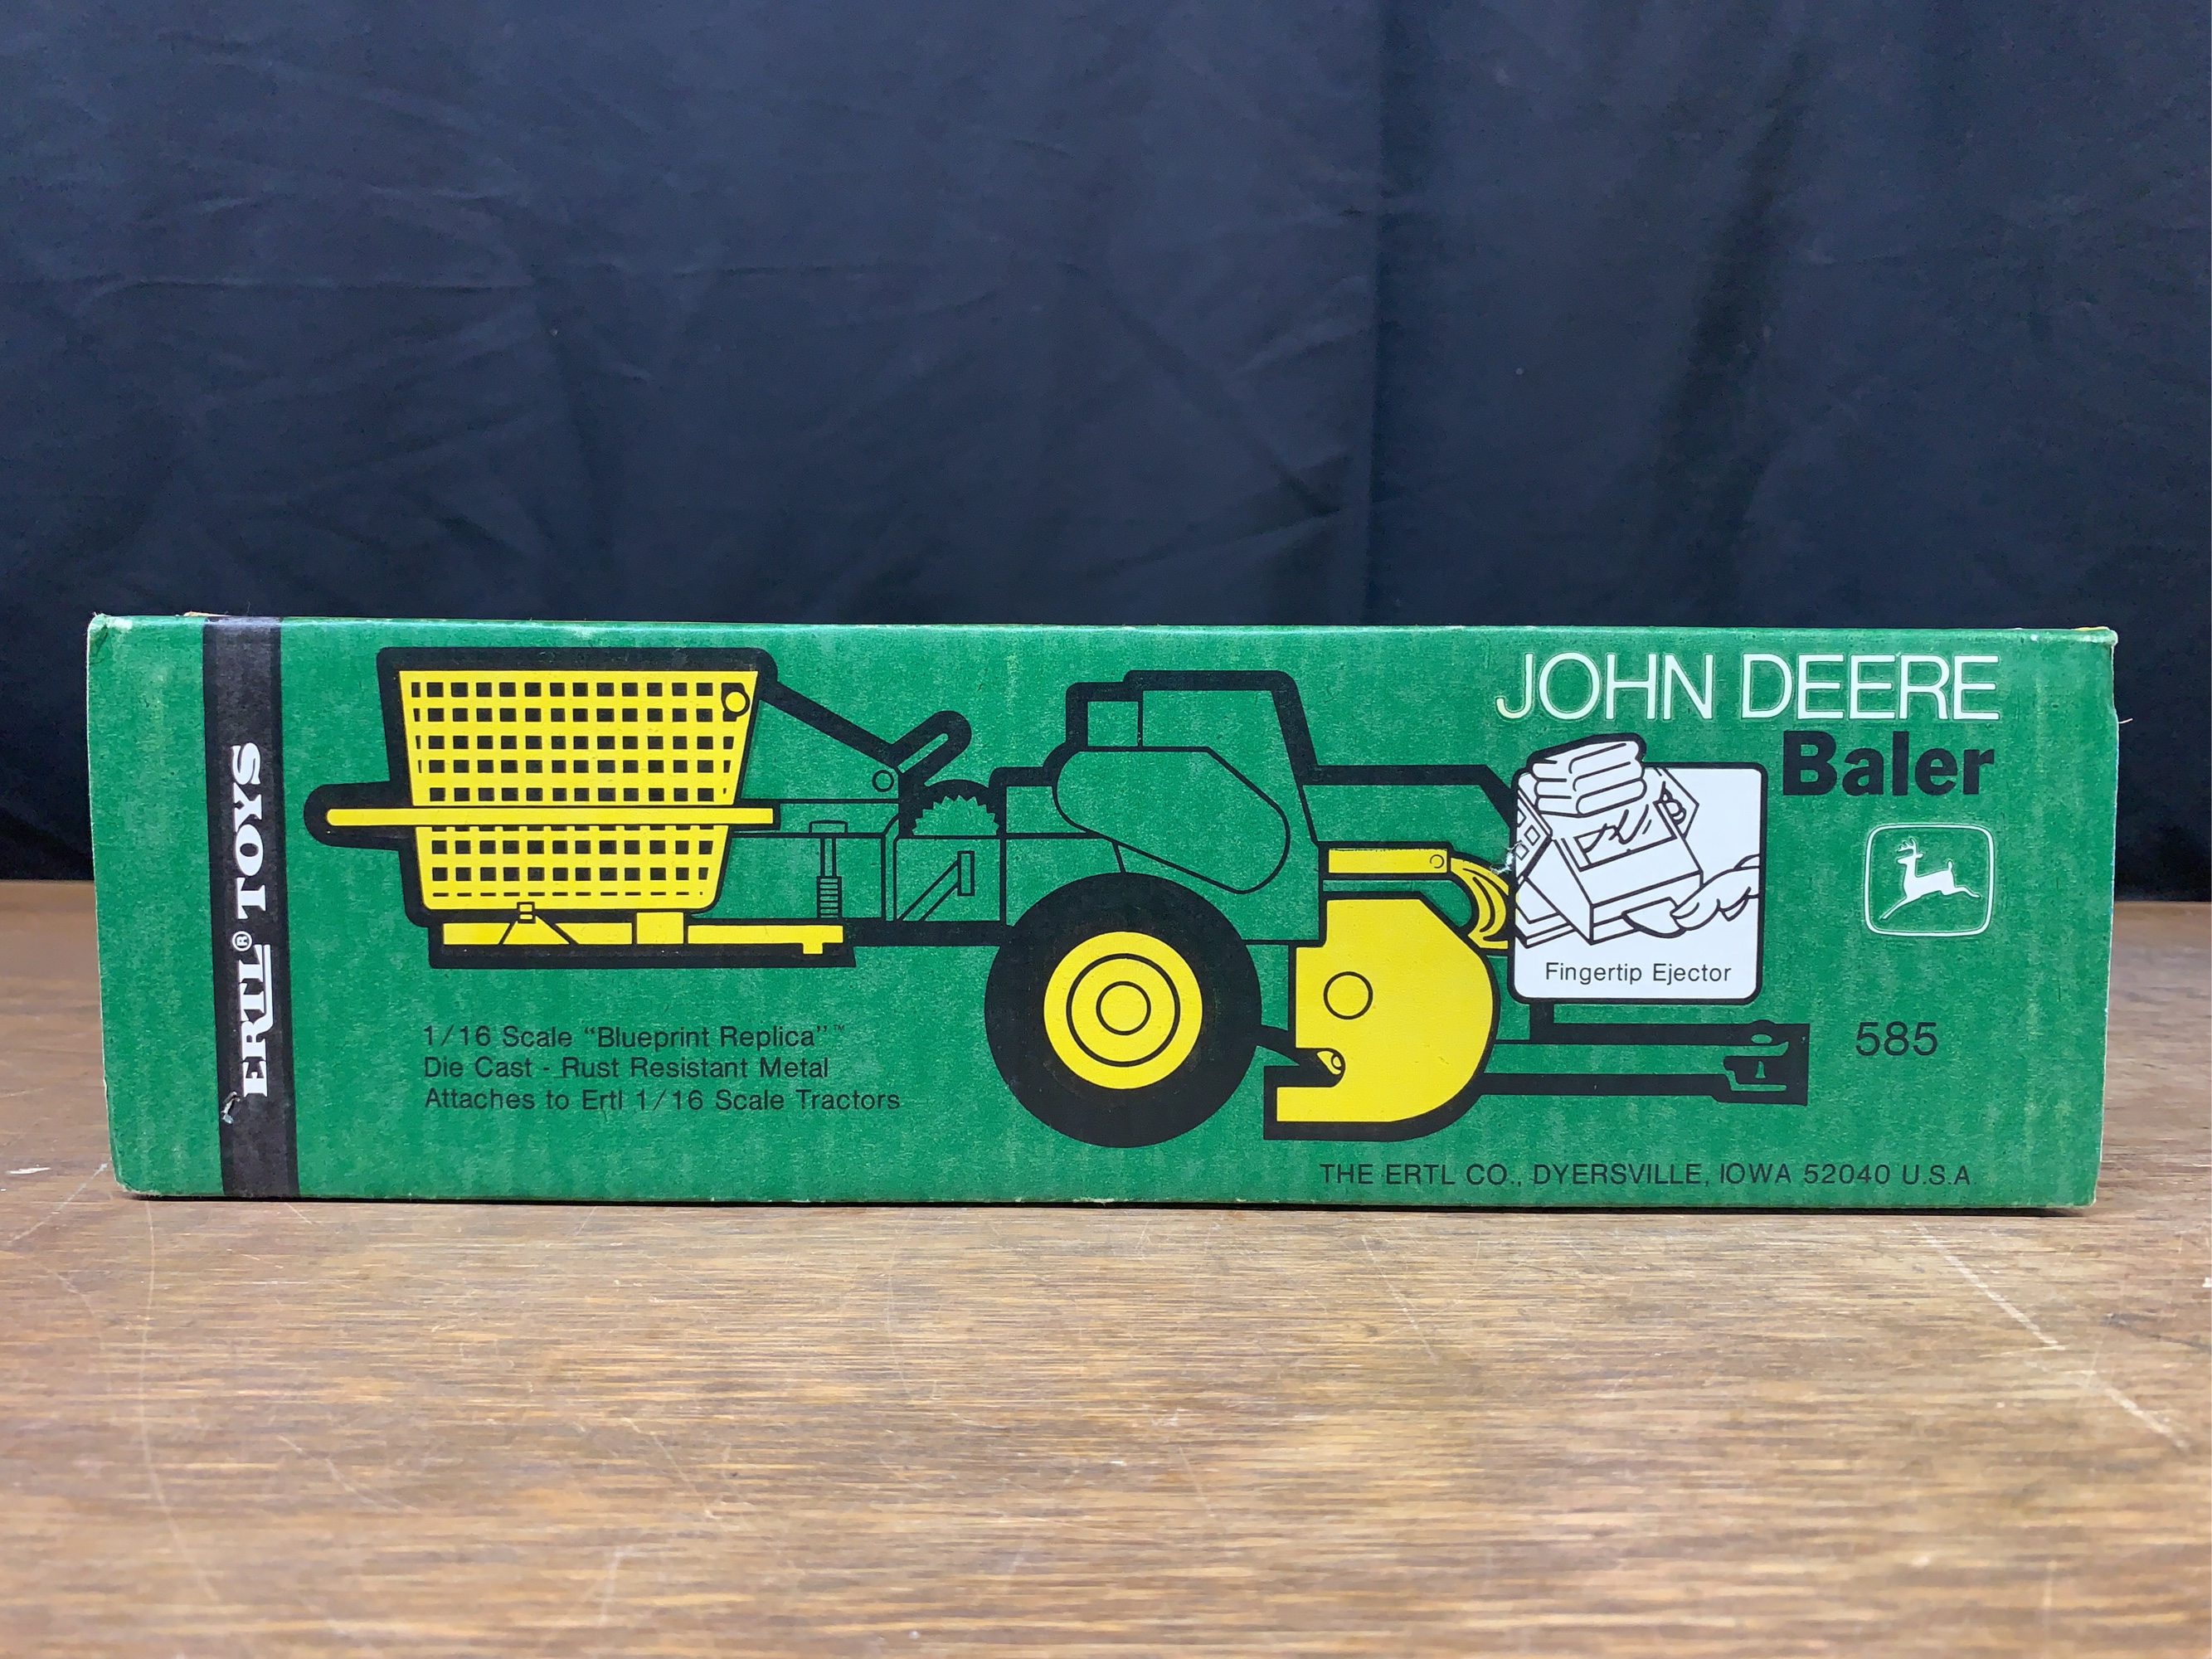 ERTL® TOYS
JOHN DEERE
Baler
Fingertip Ejector
585
1/16 Scale “Blueprint Replica”™
Die Cast - Rust Resistant Metal
Attaches to Ertl 1/16 Scale Tractors
THE ERTL CO., DYERSVILLE, IOWA 52040 U.S.A.